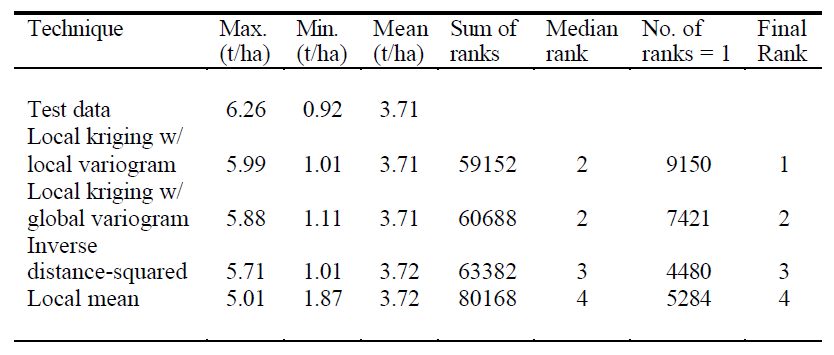 Technique Max. Min. Mean Sum of Median No. of Final
(t/ha) (t/ha) (t/ha) ranks rank ranks = 1 Rank
Test data 6.26 0.92 3.71
Local kriging w/
local variogram 5.99 1.01 3.71 59152 2 9150 1
Local kriging w/
global variogram 5.88 1.11 3.71 60688 2 7421 2
Inverse
distance-squared 5.71 1.01 3.72 63382 3 4480 3
Local mean 5.01 1.87 3.72 80168 4 5284 4